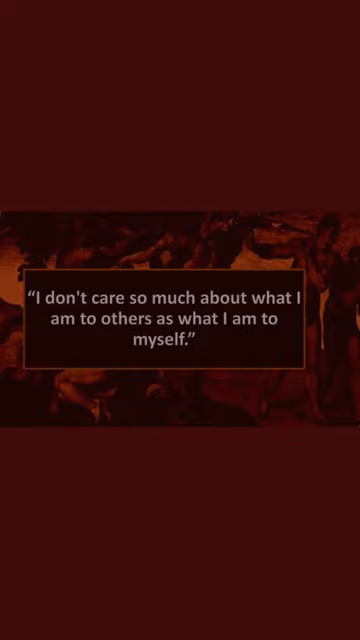 “I don't care so much about what I
am to others as what I am to
myself.”